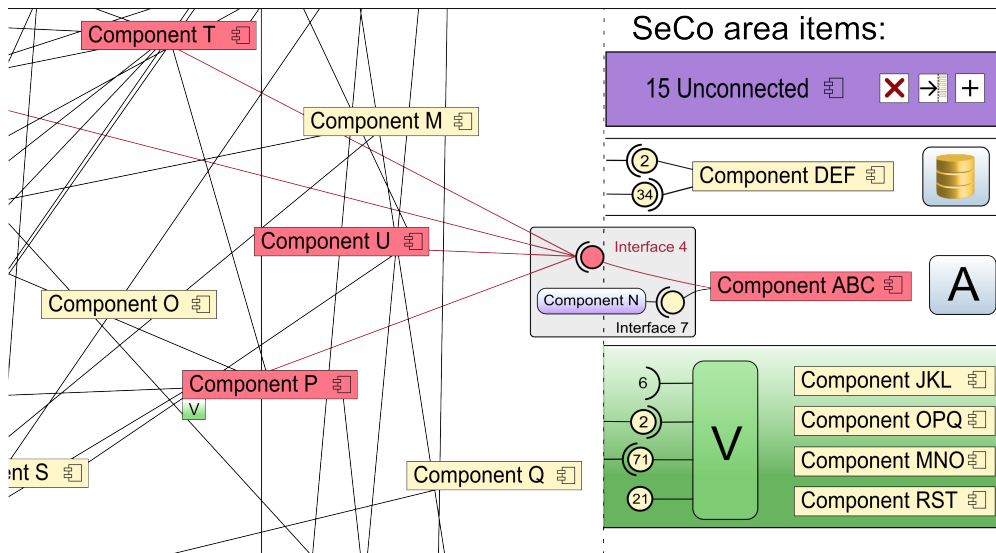 SeCo area items:
Component T
15 Unconnected
Component M
2
34
Component DEF
Component U
Interface 4
Component N
Interface 7
Component ABC
A
Component O
Component P
V
6
2
71
21
V
Component JKL
Component OPQ
Component MNO
Component RST
ent S
Component Q